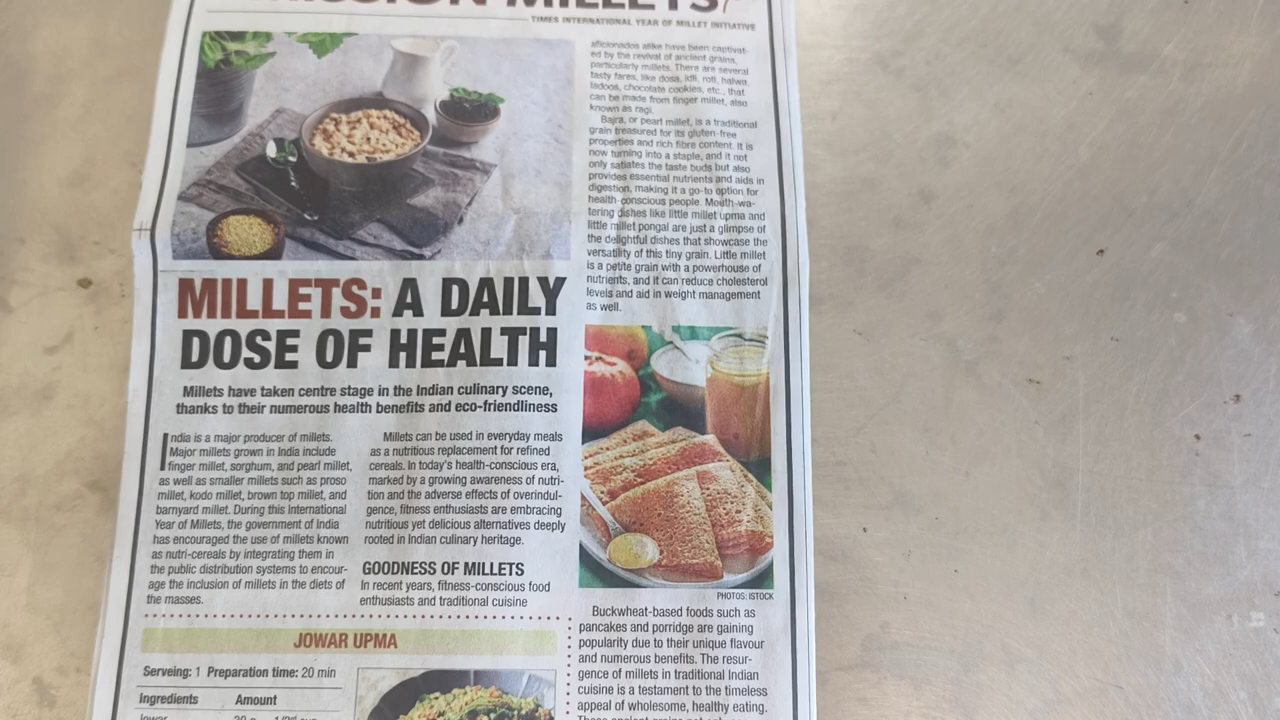 MISSION MILLETS
TIMES INTERNATIONAL YEAR OF MILLET INITIATIVE
MILLETS: A DAILY
DOSE OF HEALTH
Millets have taken centre stage in the Indian culinary scene,
thanks to their numerous health benefits and eco-friendliness
India is a major producer of millets.
Major millets grown in India include
finger millet, sorghum, and pearl millet,
as well as smaller millets such as proso
millet, kodo millet, brown top millet, and
barnyard millet. During this International
Year of Millets, the government of India
has encouraged the use of millets known
as nutri-cereals by integrating them in
the public distribution systems to encour-
age the inclusion of millets in the diets of
the masses.
Millets can be used in everyday meals
as a nutritious replacement for refined
cereals. In today's health-conscious era,
marked by a growing awareness of nutri-
tion and the adverse effects of overindul-
gence, fitness enthusiasts are embracing
nutritious yet delicious alternatives deeply
rooted in Indian culinary heritage.
GOODNESS OF MILLETS
In recent years, fitness-conscious food
enthusiasts and traditional cuisine
aficionados alike have been captivat-
ed by the revival of ancient grains,
particularly millets. There are several
tasty fares, like dosa, idli, roti, halwa,
ladoos, chocolate cookies, etc., that
can be made from finger millet, also
known as ragi.
Bajra, or pearl millet, is a traditional
grain treasured for its gluten-free
properties and rich fibre content. It is
now turning into a staple, and it not
only satiates the taste buds but also
provides essential nutrients and aids in
digestion, making it a go-to option for
health-conscious people. Mouth-wa-
tering dishes like little millet upma and
little millet pongal are just a glimpse of
the delightful dishes that showcase the
versatility of this tiny grain. Little millet
is a petite grain with a powerhouse of
nutrients, and it can reduce cholesterol
levels and aid in weight management
as well.
PHOTOS: ISTOCK
Buckwheat-based foods such as
pancakes and porridge are gaining
popularity due to their unique flavour
and numerous benefits. The resur-
gence of millets in traditional Indian
cuisine is a testament to the timeless
appeal of wholesome, healthy eating.
These ancient grains not only
JOWAR UPMA
Serveing: 1 Preparation time: 20 min
Ingredients Amount
Jowar